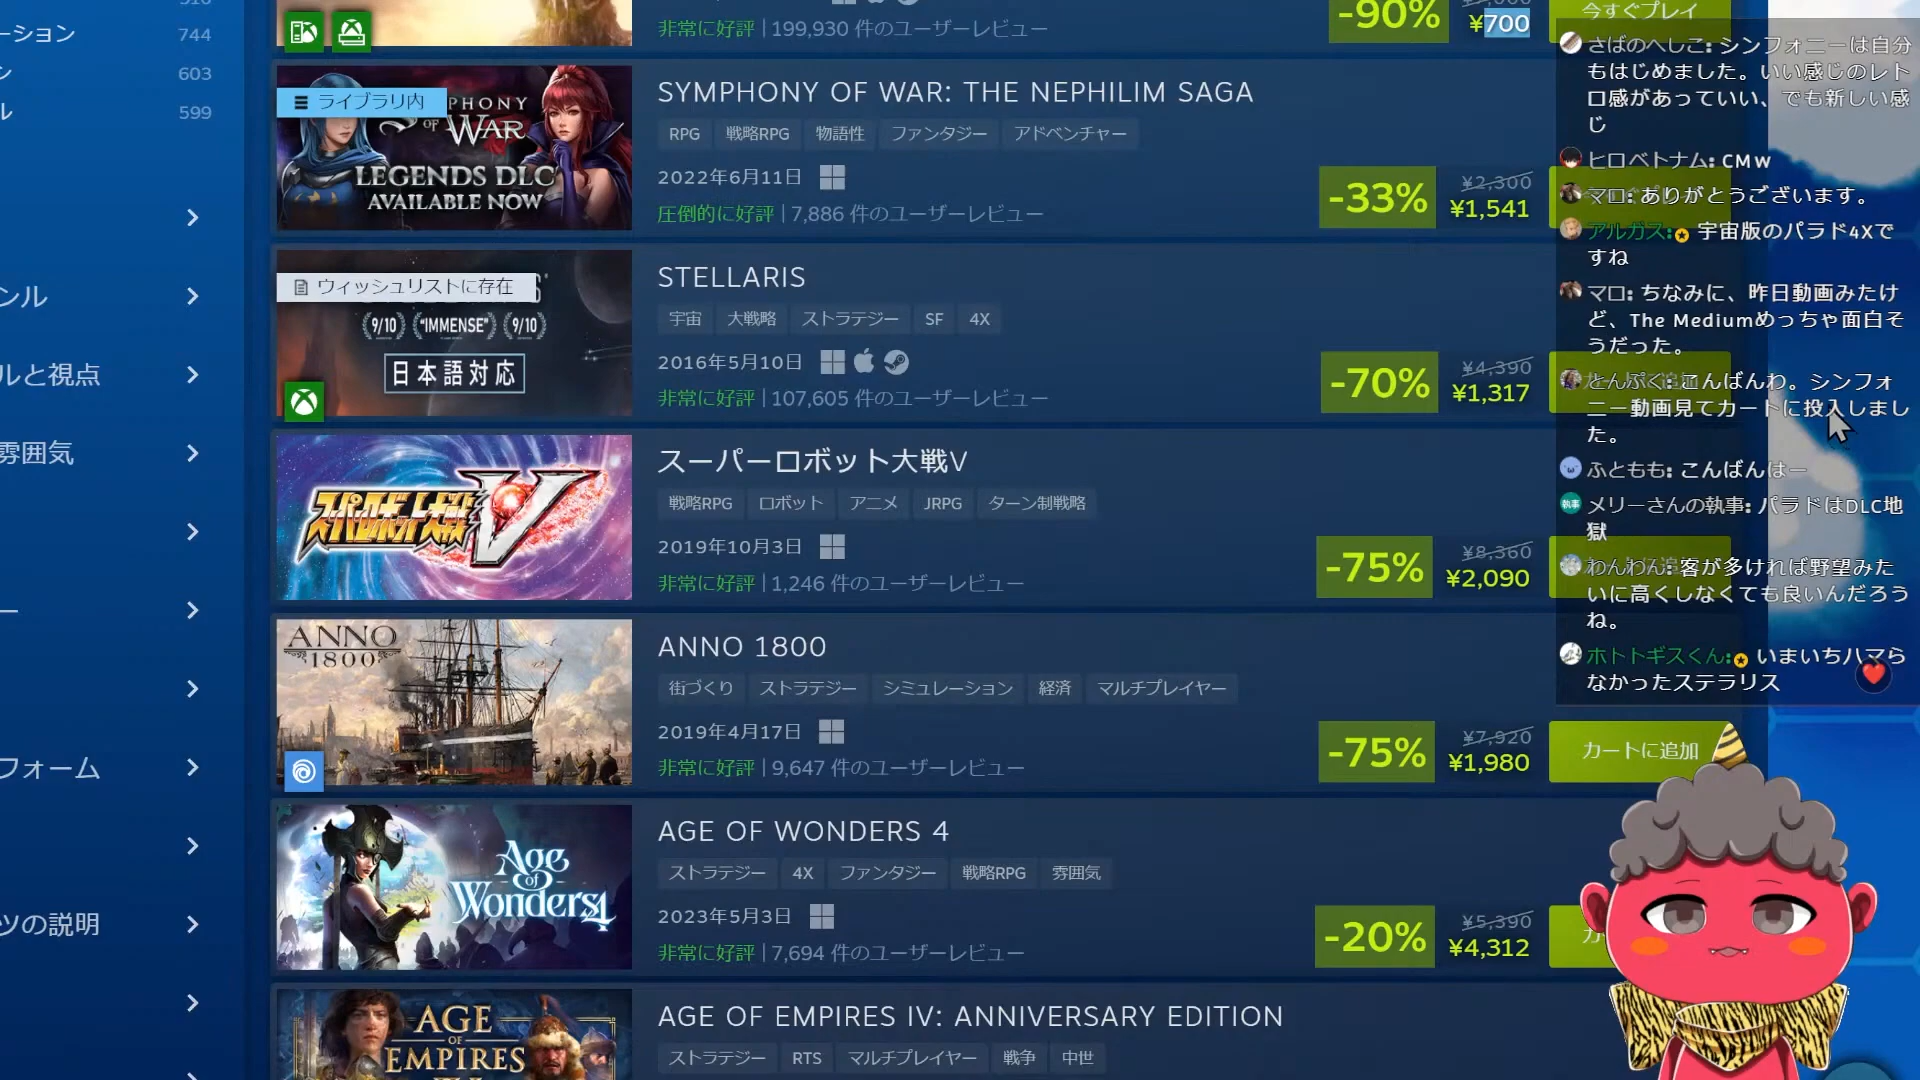 ーション
744
ン
603
ル
599
ンル
ルと視点
雰囲気
ー
フォーム
ツの説明
非常に好評 | 199,930 件のユーザーレビュー
-90%
¥700
今すぐプレイ
ライブラリ内
PHONY
OF WAR
LEGENDS DLC
AVAILABLE NOW
SYMPHONY OF WAR: THE NEPHILIM SAGA
RPG 戦略RPG 物語性 ファンタジー アドベンチャー
2022年6月11日
圧倒的に好評 | 7,886 件のユーザーレビュー
-33%
¥2,300
¥1,541
ウィッシュリストに存在
9/10 "IMMENSE" 9/10
日本語対応
STELLARIS
宇宙 大戦略 ストラテジー SF 4X
2016年5月10日
非常に好評 | 107,605 件のユーザーレビュー
-70%
¥4,390
¥1,317
スーパーロボット大戦V
スーパーロボット大戦V
戦略RPG ロボット アニメ JRPG ターン制戦略
2019年10月3日
非常に好評 | 1,246 件のユーザーレビュー
-75%
¥8,360
¥2,090
ANNO
1800
ANNO 1800
街づくり ストラテジー シミュレーション 経済 マルチプレイヤー
2019年4月17日
非常に好評 | 9,647 件のユーザーレビュー
-75%
¥7,920
¥1,980
カートに追加
Age
of
Wonders 4
AGE OF WONDERS 4
ストラテジー 4X ファンタジー 戦略RPG 雰囲気
2023年5月3日
非常に好評 | 7,694 件のユーザーレビュー
-20%
¥5,390
¥4,312
カ
AGE
OF
EMPIRES
AGE OF EMPIRES IV: ANNIVERSARY EDITION
ストラテジー RTS マルチプレイヤー 戦争 中世
さばのへしこ: シンフォニーは自分
もはじめました。いい感じのレト
ロ感があっていい、でも新しい感
じ
ヒロベトナム: CMw
マロ: ありがとうございます。
アルガス: 宇宙版のパラド4Xで
すね
マロ: ちなみに、昨日動画みたけ
ど、The Mediumめっちゃ面白そ
うだった。
とんぷく: こんばんわ。シンフォ
ニー動画見てカートに投入しまし
た。
ふともも: こんばんはー
メリーさんの執事: パラドはDLC地
獄
わんわん: 客が多ければ野望みた
いに高くしなくても良いんだろう
ね。
ホトトギスくん: いまいちハマら
なかったステラリス